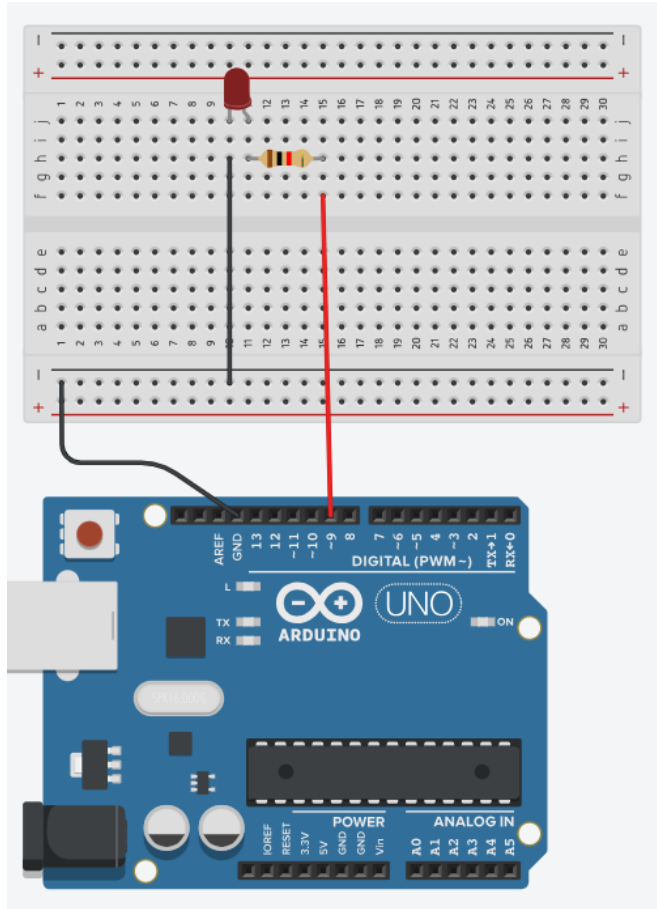 - -
+ +
1 2 3 4 5 6 7 8 9 12 13 14 15 16 17 18 19 20 21 22 23 24 25 26 27 28 29 30
j j
i i
h h
g g
f f
e e
d d
c c
b b
a a
1 2 3 4 5 6 7 8 9 10 11 12 13 14 15 16 17 18 19 20 21 22 23 24 25 26 27 28 29 30
- -
+ +
AREF GND 13 12 ~11 ~10 ~9 8 7 ~6 ~5 4 ~3 2 TX→1 RX←0
DIGITAL (PWM ~)
L
TX
RX
ARDUINO
UNO
ON
POWER
ANALOG IN
IOREF RESET 3.3V 5V GND GND Vin A0 A1 A2 A3 A4 A5